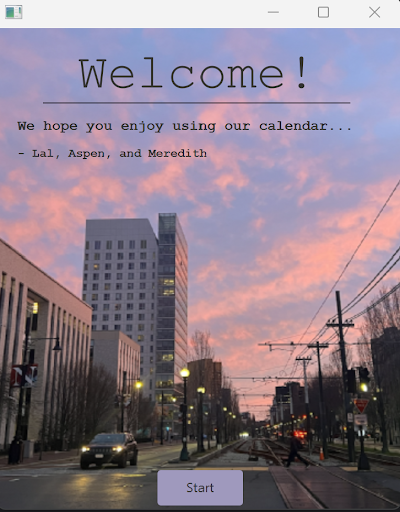 Welcome!
We hope you enjoy using our calendar...
- Lal, Aspen, and Meredith
Start